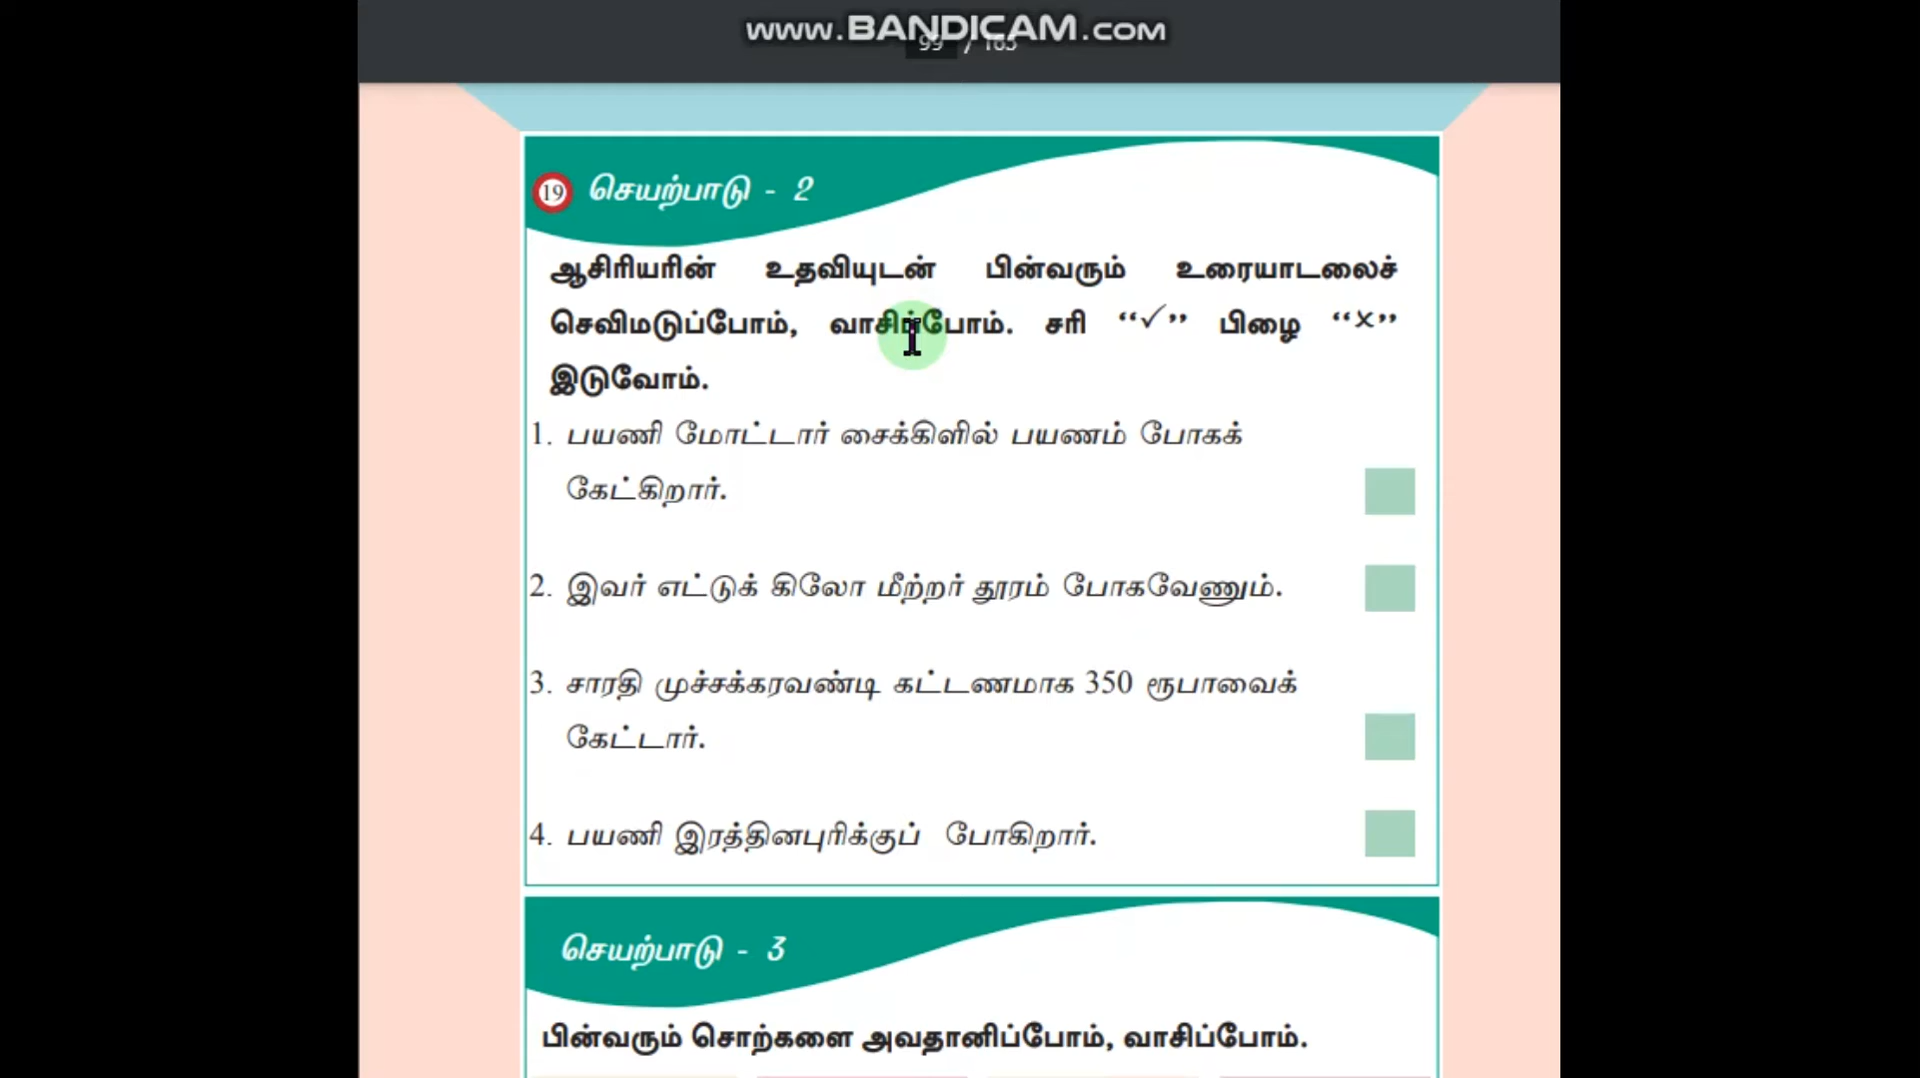 www.BANDICAM.com
99 / 165
19 செயற்பாடு - 2
ஆசிரியரின் உதவியுடன் பின்வரும் உரையாடலைச்
செவிமடுப்போம், வாசிப்போம். சரி “✓” பிழை “×”
இடுவோம்.
1. பயணி மோட்டார் சைக்கிளில் பயணம் போகக்
கேட்கிறார்.
2. இவர் எட்டுக் கிலோ மீற்றர் தூரம் போகவேணும்.
3. சாரதி முச்சக்கரவண்டி கட்டணமாக 350 ரூபாவைக்
கேட்டார்.
4. பயணி இரத்தினபுரிக்குப் போகிறார்.
செயற்பாடு - 3
பின்வரும் சொற்களை அவதானிப்போம், வாசிப்போம்.